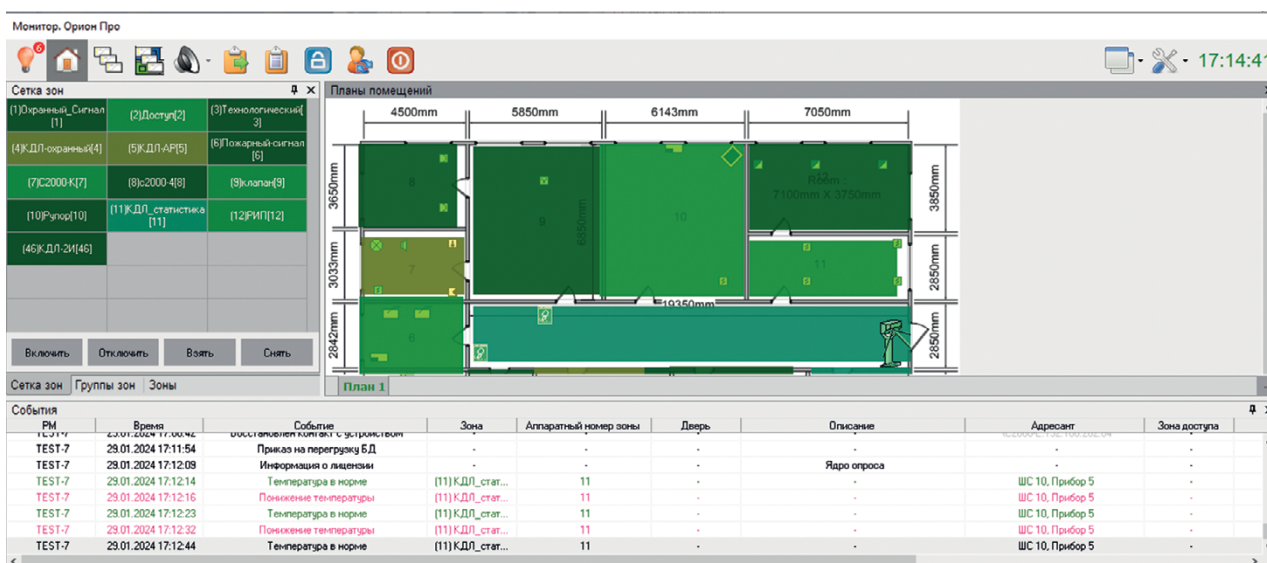 Монитор. Орион Про
6
17:14:41
Сетка зон
Планы помещений
(1)Охранный_Сигнал[1]
(2)Доступ[2]
(3)Технологический[3]
(4)КДЛ-охранный[4]
(5)КДЛ-АР[5]
(6)Пожарный-сигнал[6]
(7)С2000-К[7]
(8)с2000-4[8]
(9)клапан[9]
(10)Рупор[10]
(11)КДЛ_статистика[11]
(12)РИП[12]
(46)КДЛ-2И[46]
Включить Отключить Взять Снять
Сетка зон Группы зон Зоны
4500mm 5850mm 6143mm 7050mm
3650mm
3033mm
2842mm
8
7
6
9
6850mm
10
12
Room :
7100mm X 3750mm
11
19350mm
3850mm
2850mm
2850mm
План 1
События
РМ Время Событие Зона Аппаратный номер зоны Дверь Описание Адресант Зона доступа
TEST-7 29.01.2024 17:11:54 Приказ на перегрузку БД - - - - - -
TEST-7 29.01.2024 17:12:09 Информация о лицензии - - - Ядро опроса - -
TEST-7 29.01.2024 17:12:14 Температура в норме (11) КДЛ_стат... 11 - - ШС 10, Прибор 5 -
TEST-7 29.01.2024 17:12:16 Понижение температуры (11) КДЛ_стат... 11 - - ШС 10, Прибор 5 -
TEST-7 29.01.2024 17:12:23 Температура в норме (11) КДЛ_стат... 11 - - ШС 10, Прибор 5 -
TEST-7 29.01.2024 17:12:32 Понижение температуры (11) КДЛ_стат... 11 - - ШС 10, Прибор 5 -
TEST-7 29.01.2024 17:12:44 Температура в норме (11) КДЛ_стат... 11 - - ШС 10, Прибор 5 -